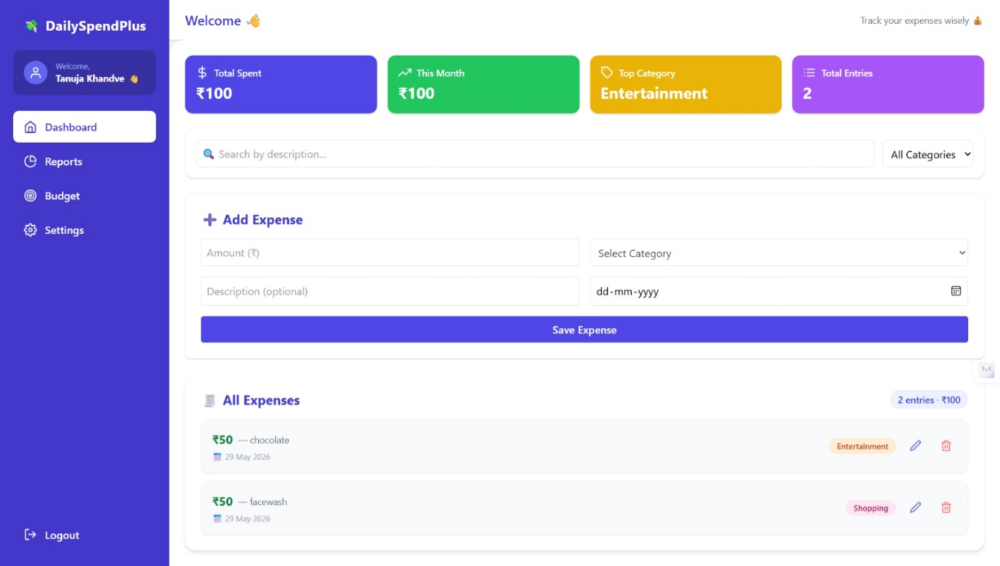 DailySpendPlus
Welcome,
Tanuja Khandve 👋
Dashboard
Reports
Budget
Settings
Logout
Welcome 👋
Track your expenses wisely 💰
Total Spent
₹100
This Month
₹100
Top Category
Entertainment
Total Entries
2
🔍 Search by description...
All Categories
➕ Add Expense
Amount (₹)
Select Category
Description (optional)
dd-mm-yyyy
Save Expense
🧾 All Expenses
2 entries · ₹100
₹50 — chocolate
📅 29 May 2026
Entertainment
₹50 — facewash
📅 29 May 2026
Shopping